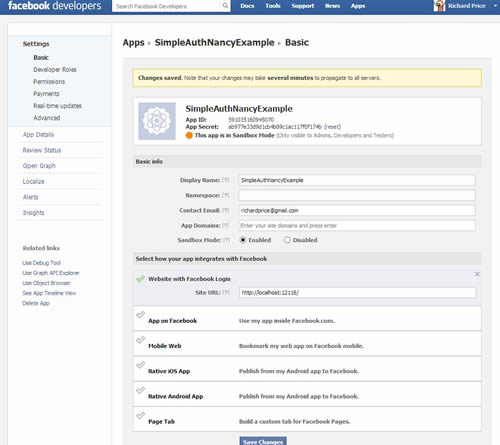 facebook developers
Search Facebook Developers
Docs Tools Support News Apps
Richard Price
Settings
Basic
Developer Roles
Permissions
Payments
Real-time updates
Advanced
App Details
Review Status
Open Graph
Localize
Alerts
Insights
Related links
Use Debug Tool
Use Graph API Explorer
Use Object Browser
See App Timeline View
Delete App
Apps ▸ SimpleAuthNancyExample ▸ Basic
Changes saved. Note that your changes may take several minutes to propagate to all servers.
SimpleAuthNancyExample
App ID: 591035160945070
App Secret: (reset)
This app is in Sandbox Mode (Only visible to Admins, Developers and Testers)
Basic info
Display Name: [?] SimpleAuthNancyExample
Namespace: [?]
Contact Email: [?] richardprice@gmail.com
App Domains: [?] Enter your site domains and press enter
Sandbox Mode: [?] Enabled Disabled
Select how your app integrates with Facebook
Website with Facebook Login
Site URL: [?] http://localhost:12116/
App on Facebook Use my app inside Facebook.com.
Mobile Web Bookmark my web app on Facebook mobile.
Native iOS App Publish from my Android app to Facebook.
Native Android App Publish from my Android app to Facebook.
Page Tab Build a custom tab for Facebook Pages.
Save Changes